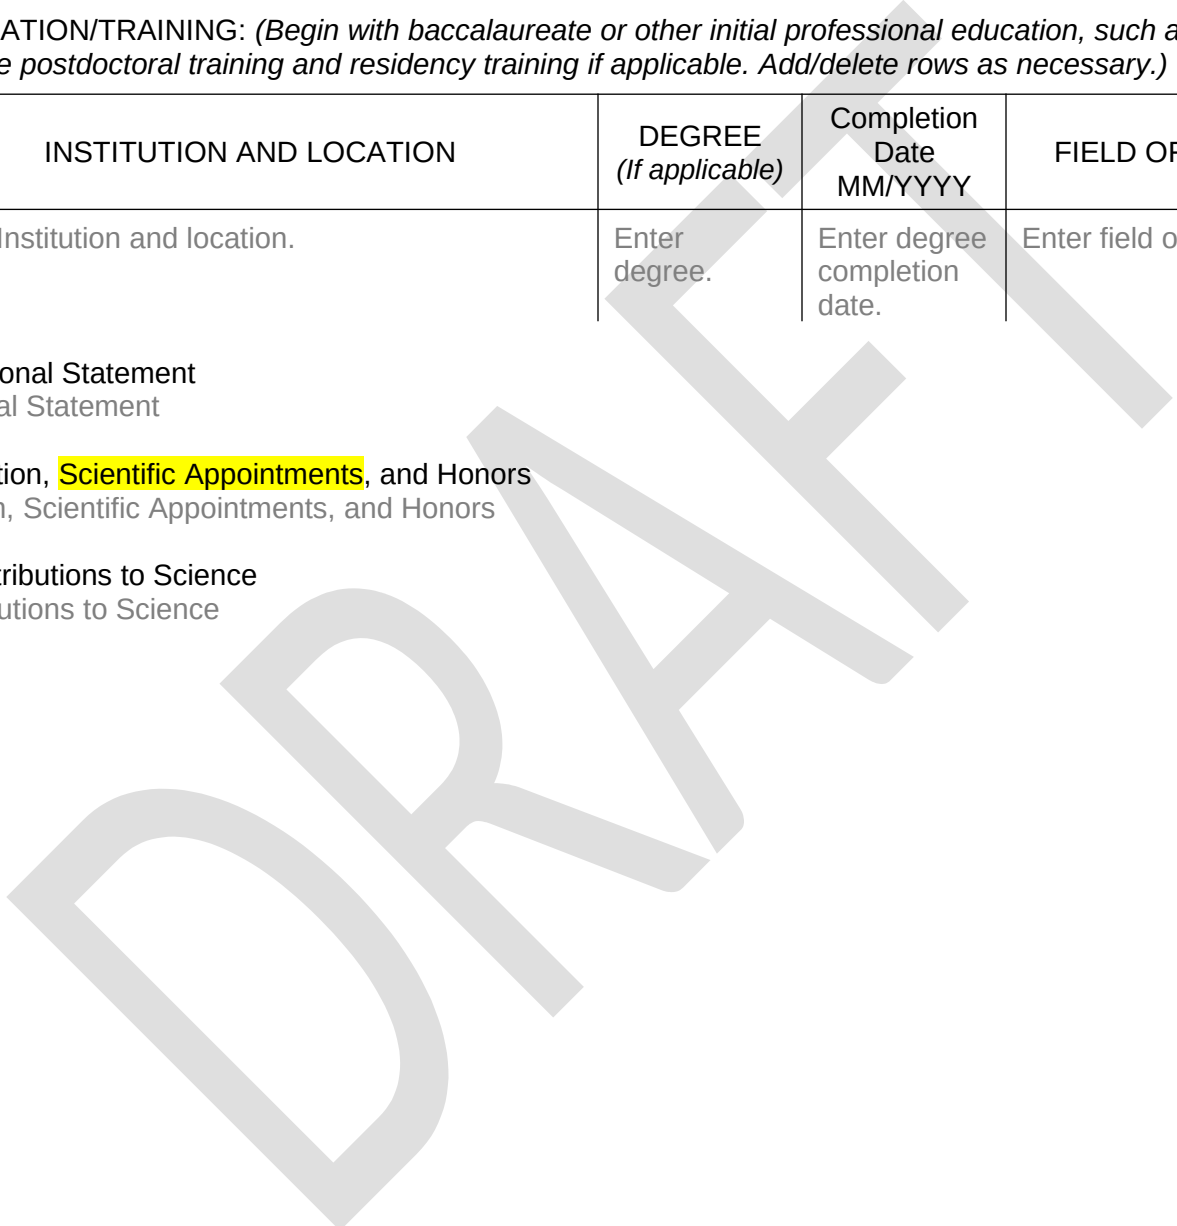 ATION/TRAINING: (Begin with baccalaureate or other initial professional education, such a
e postdoctoral training and residency training if applicable. Add/delete rows as necessary.)
INSTITUTION AND LOCATION
DEGREE
(If applicable)
Completion
Date
MM/YYYY
FIELD OF
Institution and location.
Enter
degree.
Enter degree
completion
date.
Enter field o
onal Statement
al Statement
tion, Scientific Appointments, and Honors
n, Scientific Appointments, and Honors
tributions to Science
utions to Science
DRAFT